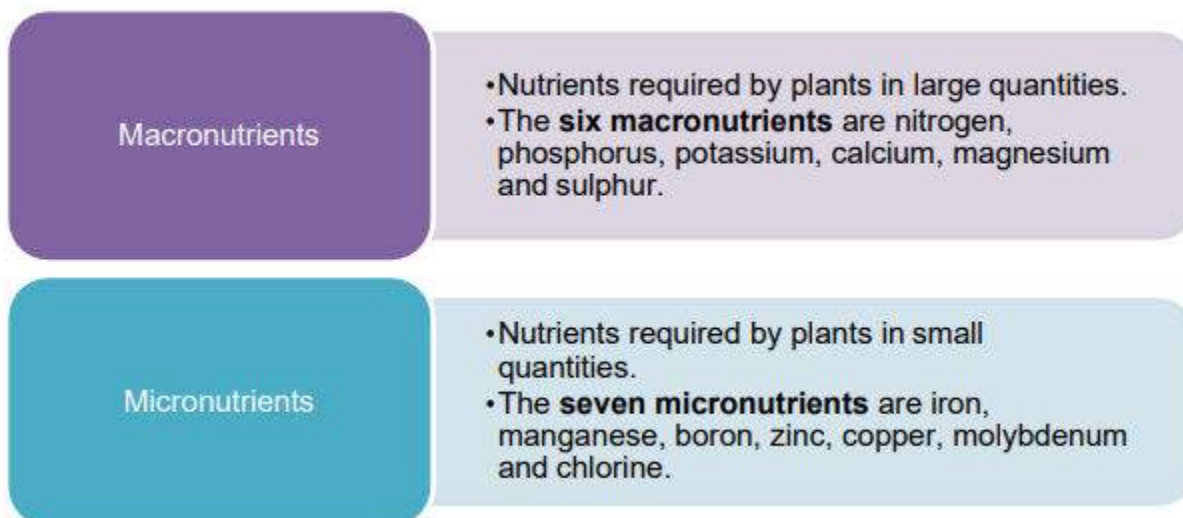 Macronutrients
•Nutrients required by plants in large quantities.
•The six macronutrients are nitrogen,
phosphorus, potassium, calcium, magnesium
and sulphur.
Micronutrients
•Nutrients required by plants in small
quantities.
•The seven micronutrients are iron,
manganese, boron, zinc, copper, molybdenum
and chlorine.